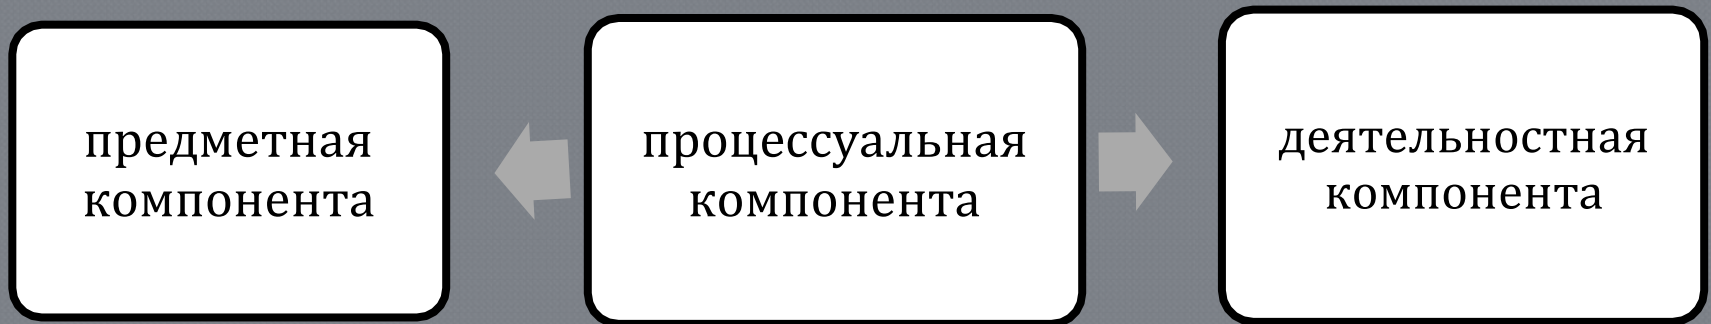 предметная
компонента
процессуальная
компонента
деятельностная
компонента